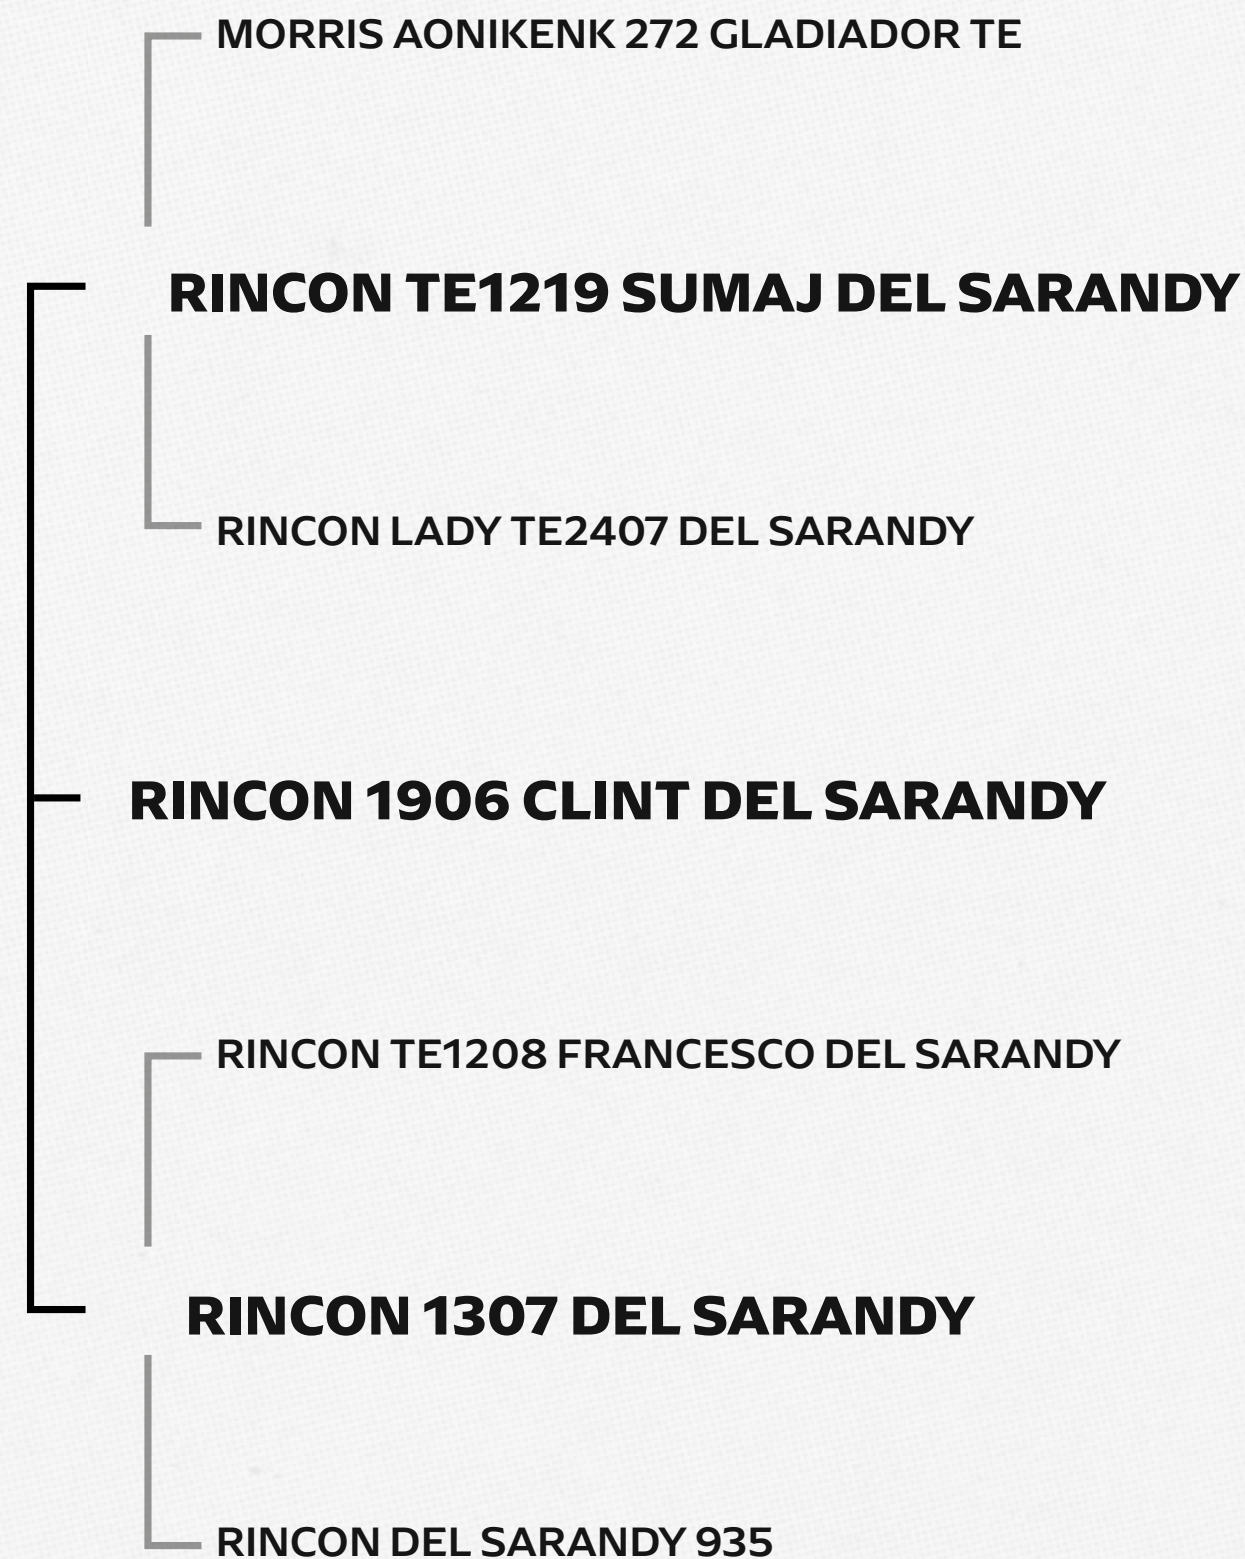 MORRIS AONIKENK 272 GLADIADOR TE
RINCON TE1219 SUMAJ DEL SARANDY
RINCON LADY TE2407 DEL SARANDY
RINCON 1906 CLINT DEL SARANDY
RINCON TE1208 FRANCESCO DEL SARANDY
RINCON 1307 DEL SARANDY
RINCON DEL SARANDY 935